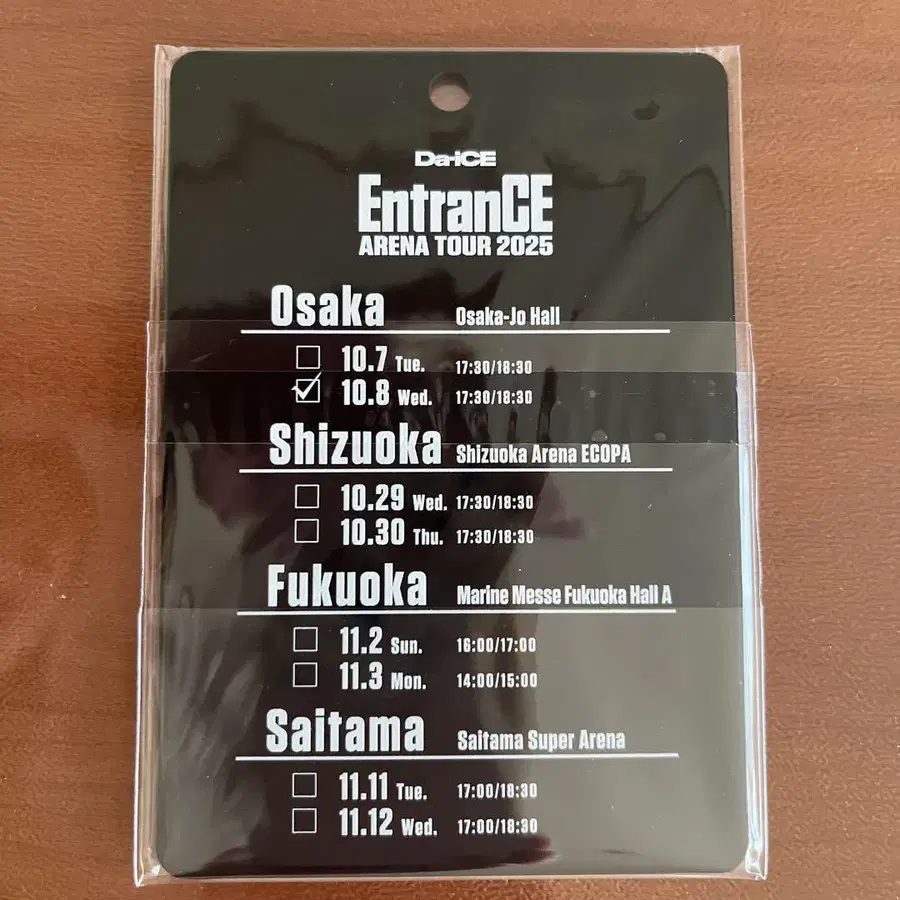 Da-iCE
EntranCE
ARENA TOUR 2025
Osaka Osaka-Jo Hall
10.7 Tue. 17:30/18:30
10.8 Wed. 17:30/18:30
Shizuoka Shizuoka Arena ECOPA
10.29 Wed. 17:30/18:30
10.30 Thu. 17:30/18:30
Fukuoka Marine Messe Fukuoka Hall A
11.2 Sun. 16:00/17:00
11.3 Mon. 14:00/15:00
Saitama Saitama Super Arena
11.11 Tue. 17:00/18:30
11.12 Wed. 17:00/18:30